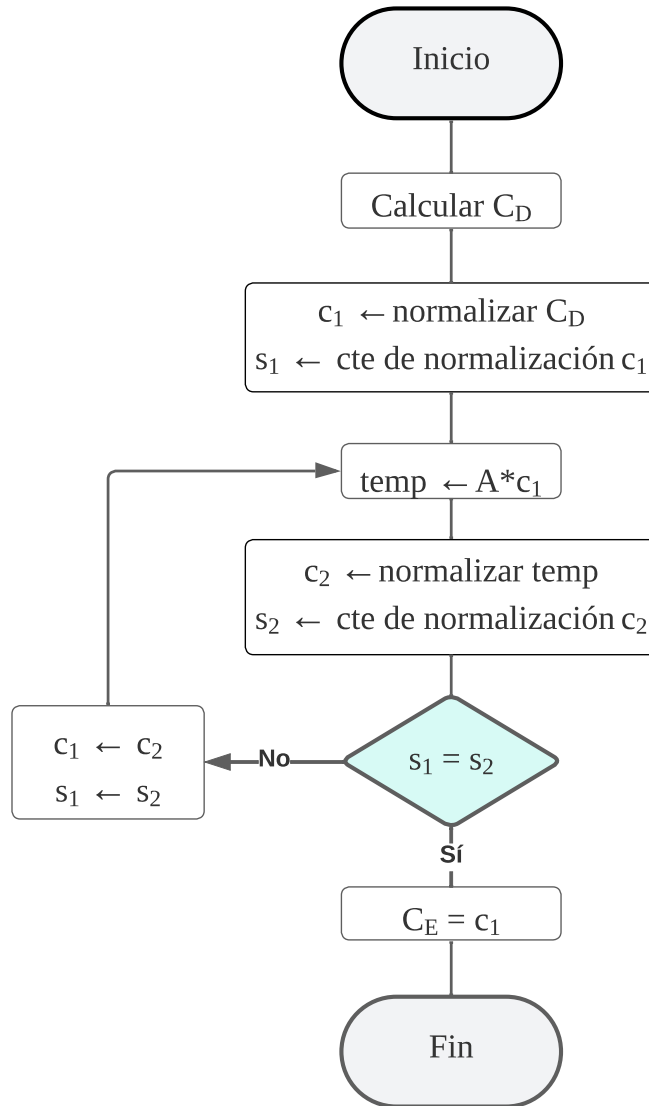 Inicio
Calcular C_D
c_1 ← normalizar C_D
s_1 ← cte de normalización c_1
temp ← A*c_1
c_2 ← normalizar temp
s_2 ← cte de normalización c_2
s_1 = s_2
No
c_1 ← c_2
s_1 ← s_2
Sí
C_E = c_1
Fin